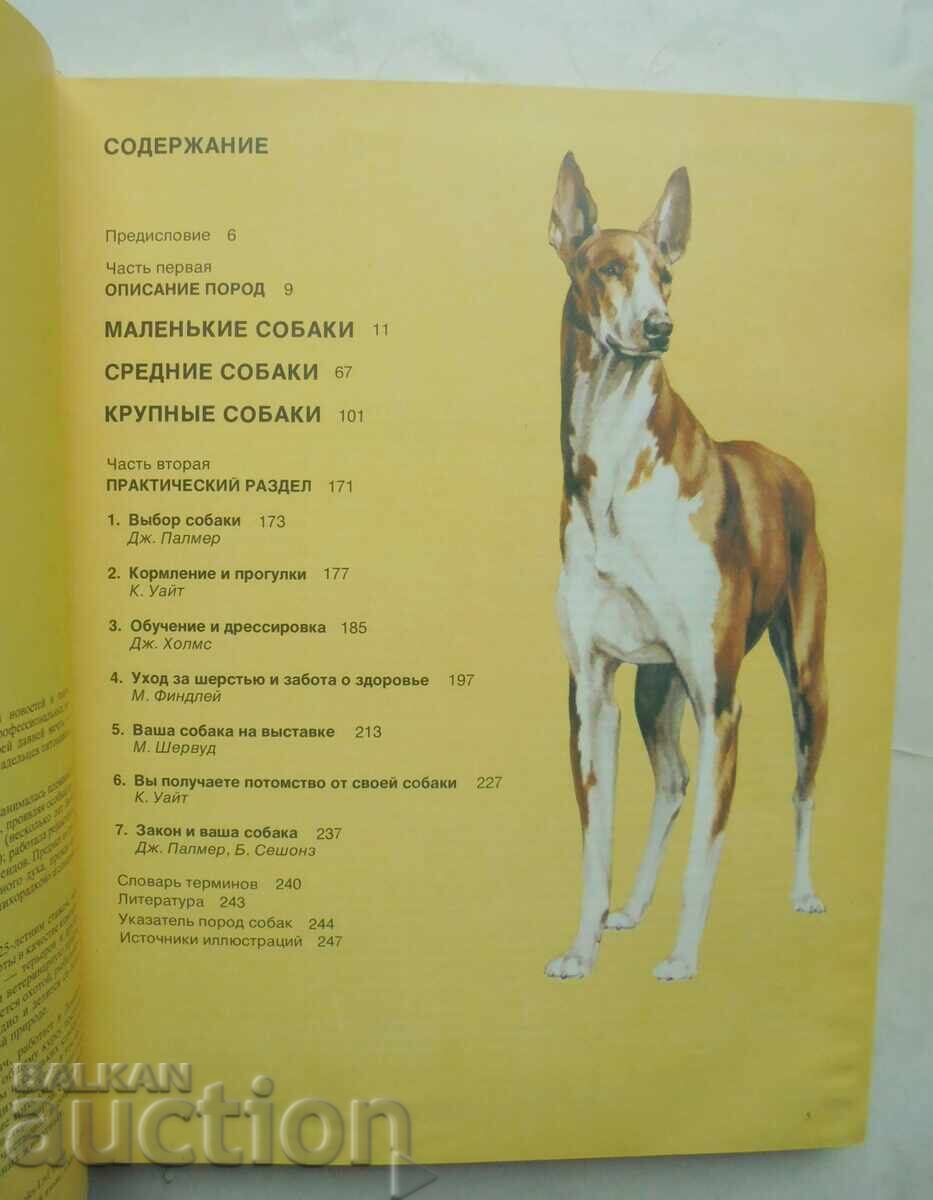 СОДЕРЖАНИЕ
Предисловие 6
Часть первая
ОПИСАНИЕ ПОРОД 9
МАЛЕНЬКИЕ СОБАКИ 11
СРЕДНИЕ СОБАКИ 67
КРУПНЫЕ СОБАКИ 101
Часть вторая
ПРАКТИЧЕСКИЙ РАЗДЕЛ 171
1. Выбор собаки 173
Дж. Палмер
2. Кормление и прогулки 177
К. Уайт
3. Обучение и дрессировка 185
Дж. Холмс
4. Уход за шерстью и забота о здоровье 197
М. Финдлей
5. Ваша собака на выставке 213
М. Шервуд
6. Вы получаете потомство от своей собаки 227
К. Уайт
7. Закон и ваша собака 237
Дж. Палмер, Б. Сешонз
Словарь терминов 240
Литература 243
Указатель пород собак 244
Источники иллюстраций 247
5
BALKAN
auction